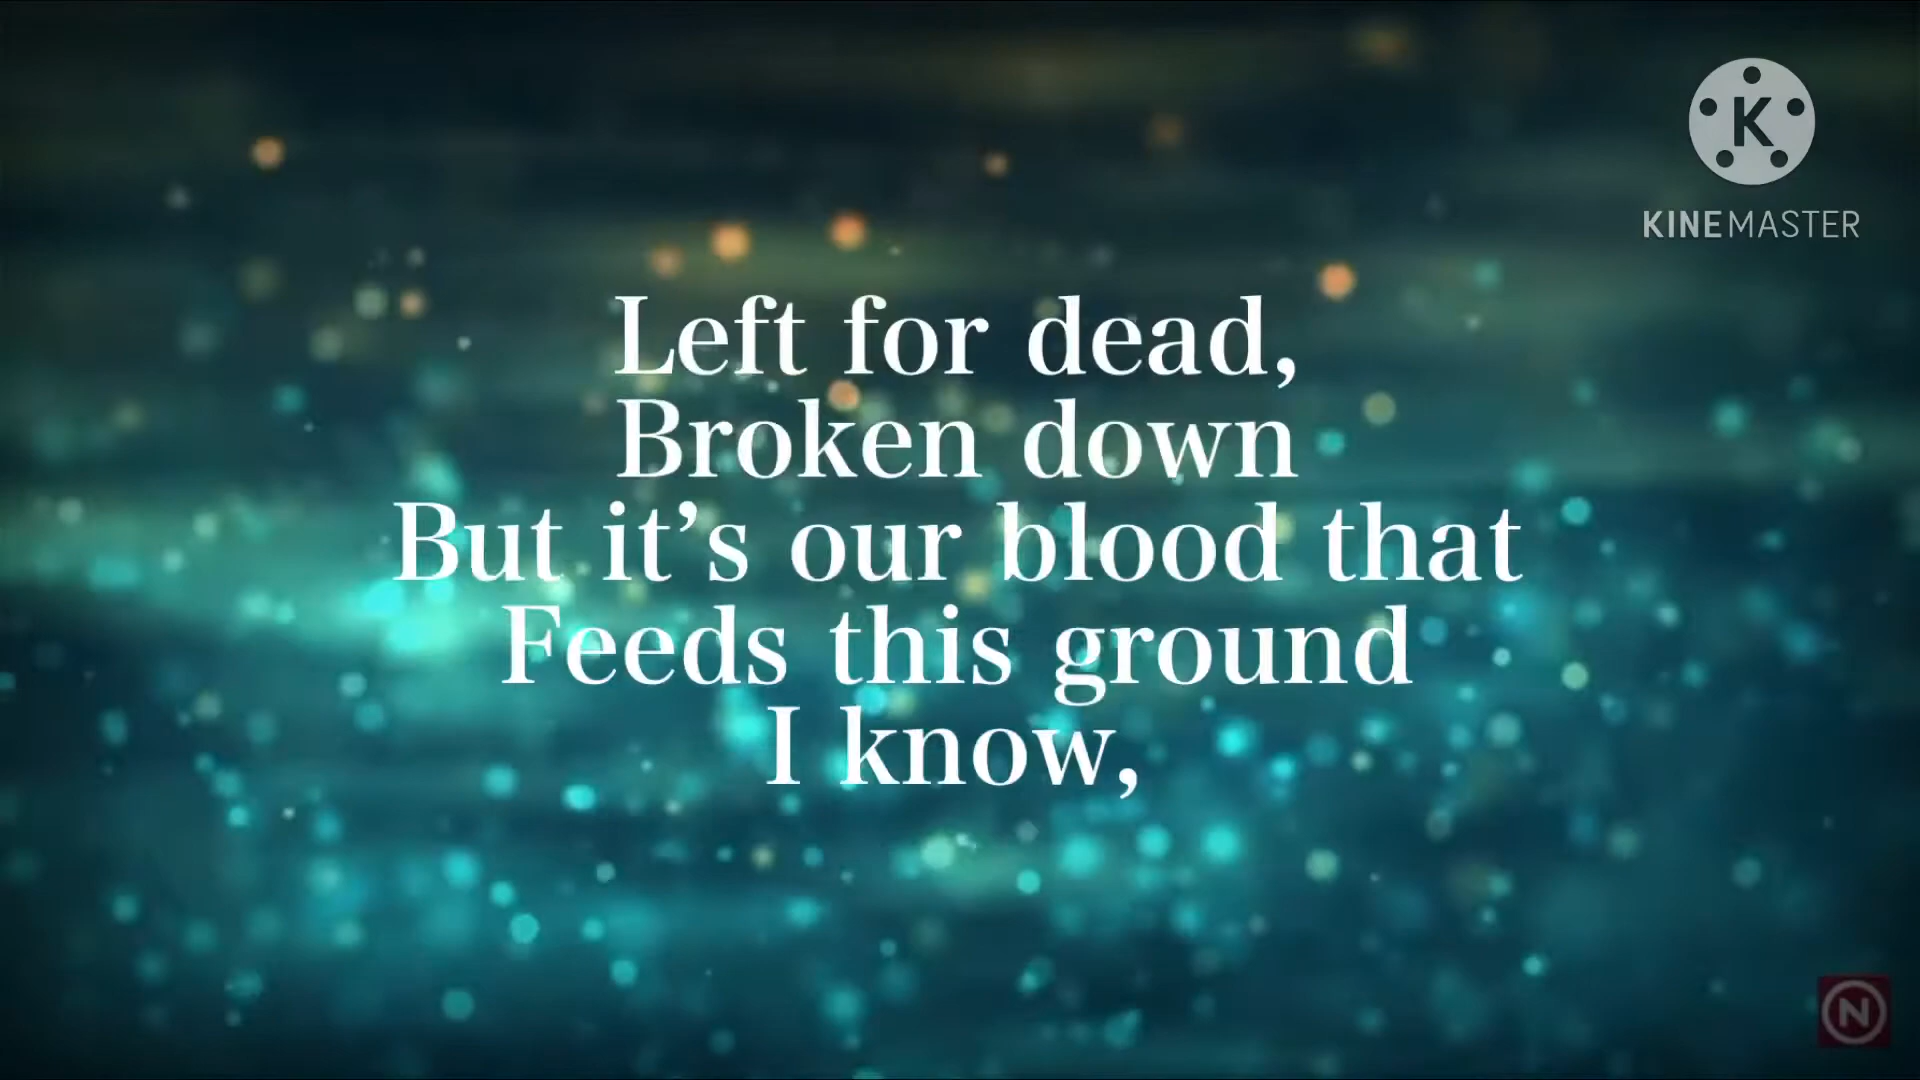 K
KINEMASTER
Left for dead,
Broken down
But it’s our blood that
Feeds this ground
I know,
N